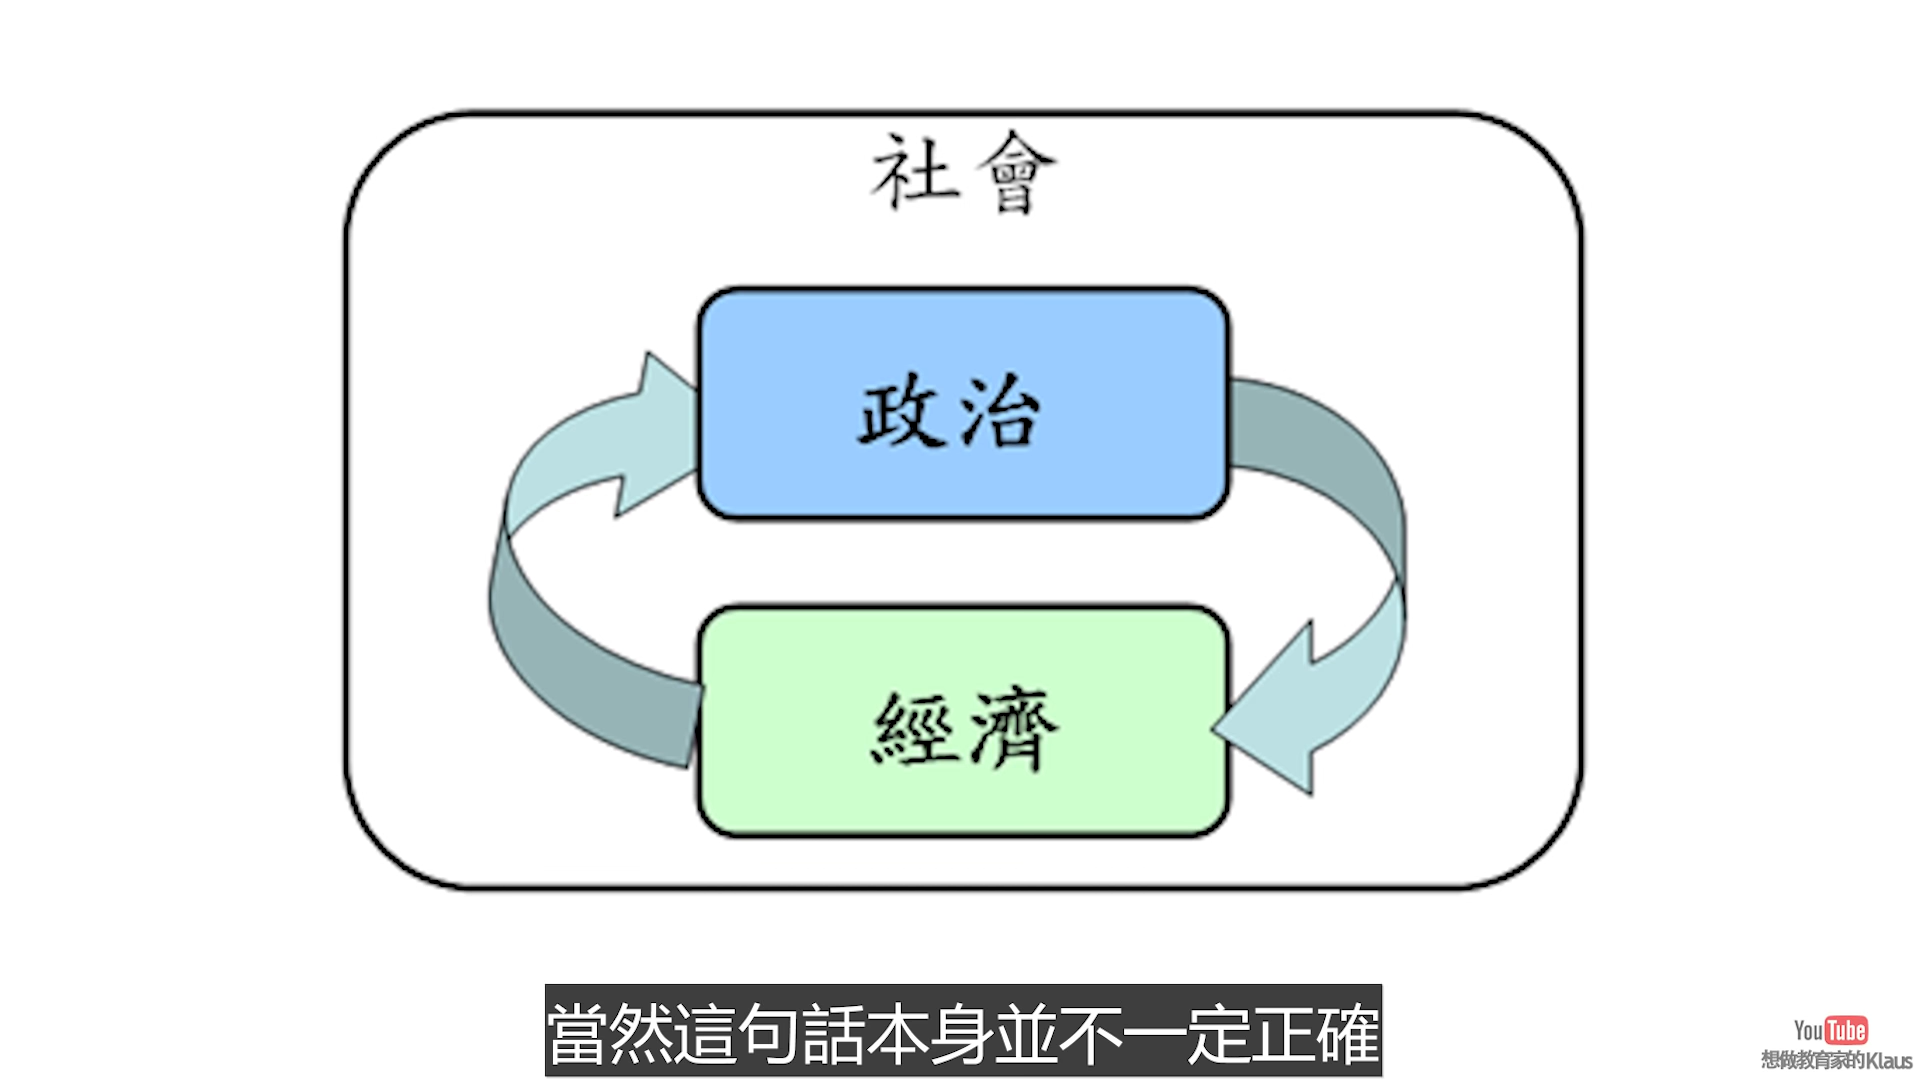 社會
政治
經濟
當然這句話本身並不一定正確
YouTube
想做教育家的Klaus